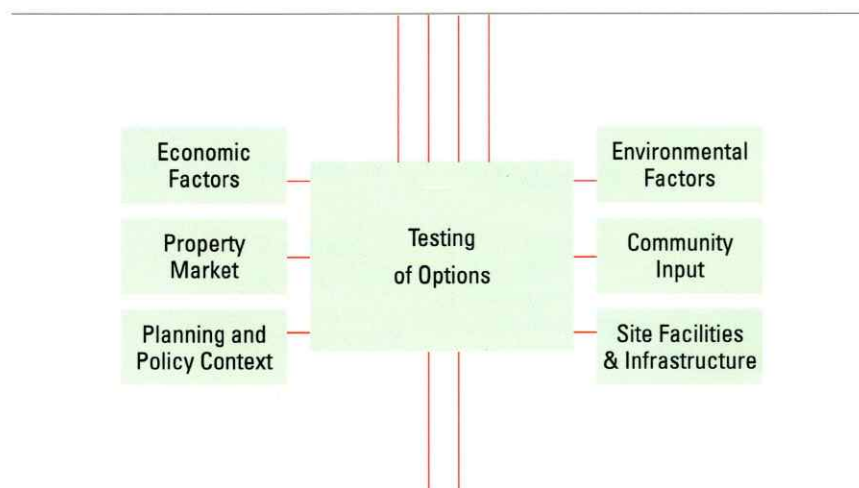 Economic
Factors
Property
Market
Planning and
Policy Context
Testing
of Options
Environmental
Factors
Community
Input
Site Facilities
& Infrastructure